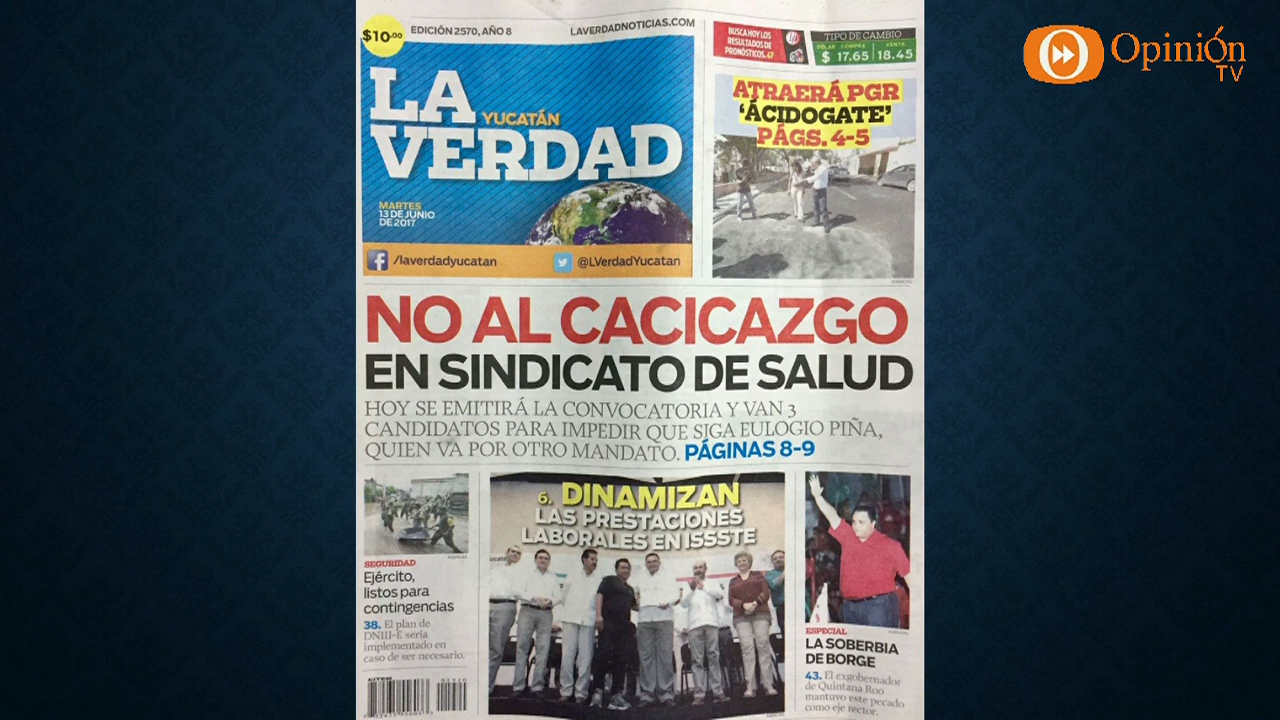 $10.00
EDICIÓN 2570, AÑO 8
LAVERDADNOTICIAS.COM
LA
YUCATÁN
VERDAD
MARTES
13 DE JUNIO
DE 2017
/laverdadyucatan
@LVerdadYucatan
BUSCA HOY LOS
RESULTADOS DE
PRONÓSTICOS. 47
TIPO DE CAMBIO
DÓLAR COMPRA VENTA
$ 17.65 18.45
ATRAERÁ PGR
‘ÁCIDOGATE’
PÁGS. 4-5
Opinión
TV
NO AL CACICAZGO
EN SINDICATO DE SALUD
HOY SE EMITIRÁ LA CONVOCATORIA Y VAN 3
CANDIDATOS PARA IMPEDIR QUE SIGA EULOGIO PIÑA,
QUIEN VA POR OTRO MANDATO. PÁGINAS 8-9
SEGURIDAD
Ejército,
listos para
contingencias
38. El plan de
DNIII-E sería
implementado en
caso de ser necesario.
6. DINAMIZAN
LAS PRESTACIONES
LABORALES EN ISSSTE
ESPECIAL
LA SOBERBIA
DE BORGE
43. El exgobernador
de Quintana Roo
mantuvo este pecado
como eje rector.